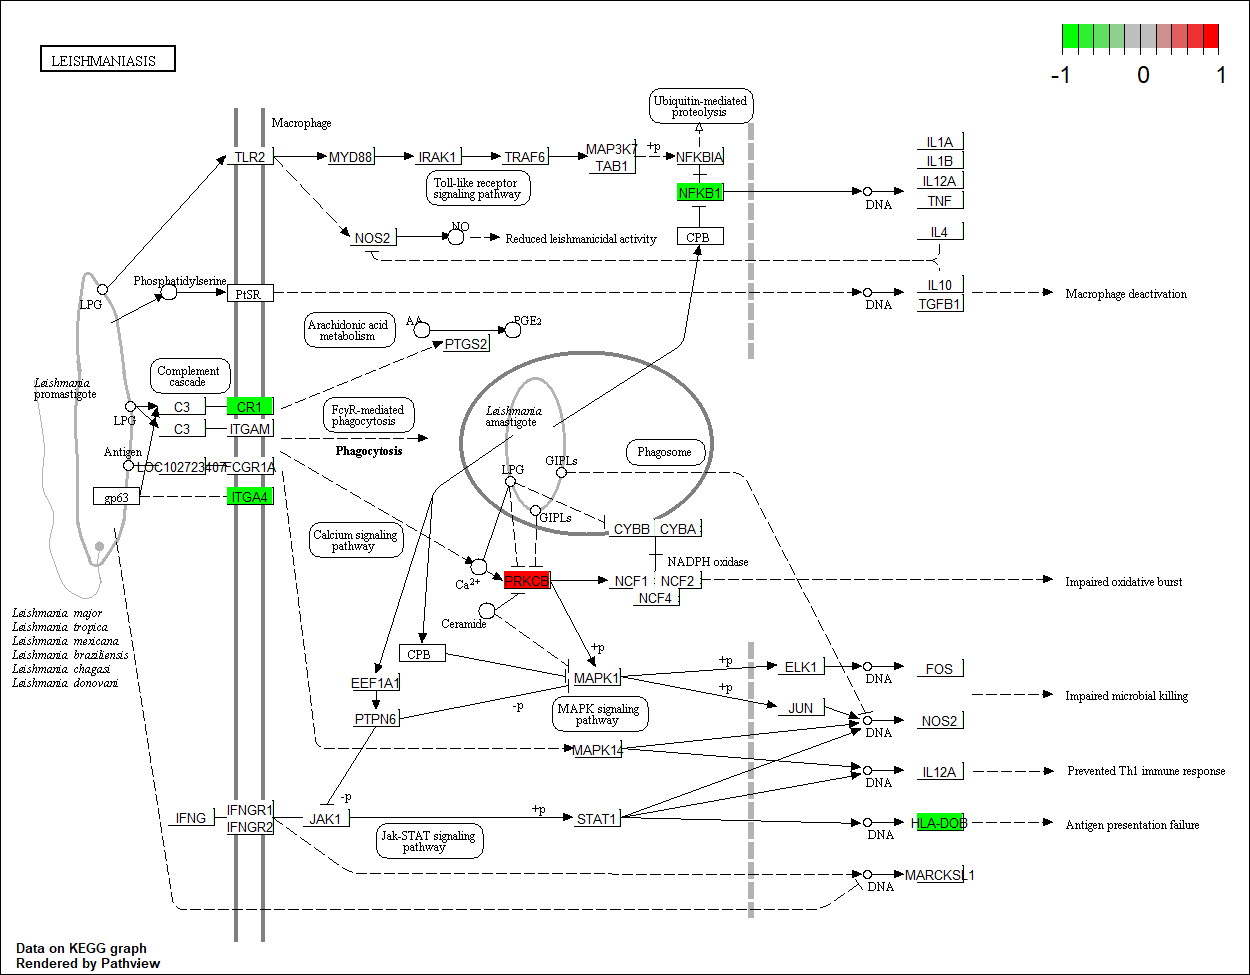 LEISHMANIASIS
-1 0 1
Macrophage
Ubiquitin-mediated
proteolysis
TLR2
MYD88
IRAK1
TRAF6
MAP3K7
TAB1
+p
NFKBIA
IL1A
IL1B
IL12A
TNF
Toll-like receptor
signaling pathway
NFKB1
DNA
NOS2
NO
Reduced leishmanicidal activity
CPB
IL4
Phosphatidylserine
LPG
PtSR
DNA
IL10
TGFB1
Macrophage deactivation
Arachidonic acid
metabolism
AA
PGE2
PTGS2
Complement
cascade
Leishmania
promastigote
LPG
C3
CR1
C3
ITGAM
FcγR-mediated
phagocytosis
Phagocytosis
Leishmania
amastigote
Phagosome
Antigen
LOC102723407
FCGR1A
gp63
ITGA4
LPG
GIPLs
GIPLs
CYBB
CYBA
NADPH oxidase
Calcium signaling
pathway
Ca2+
PRKCB
NCF1
NCF2
NCF4
Impaired oxidative burst
Ceramide
Leishmania major
Leishmania tropica
Leishmania mexicana
Leishmania braziliensis
Leishmania chagasi
Leishmania donovani
CPB
+p
EEF1A1
MAPK1
+p
ELK1
DNA
FOS
+p
Impaired microbial killing
PTPN6
-p
MAPK signaling
pathway
JUN
DNA
NOS2
MAPK14
DNA
IL12A
Prevented Th1 immune response
-p
IFNG
IFNGR1
IFNGR2
JAK1
+p
STAT1
DNA
HLA-DOB
Antigen presentation failure
Jak-STAT signaling
pathway
DNA
MARCKSL1
Data on KEGG graph
Rendered by Pathview